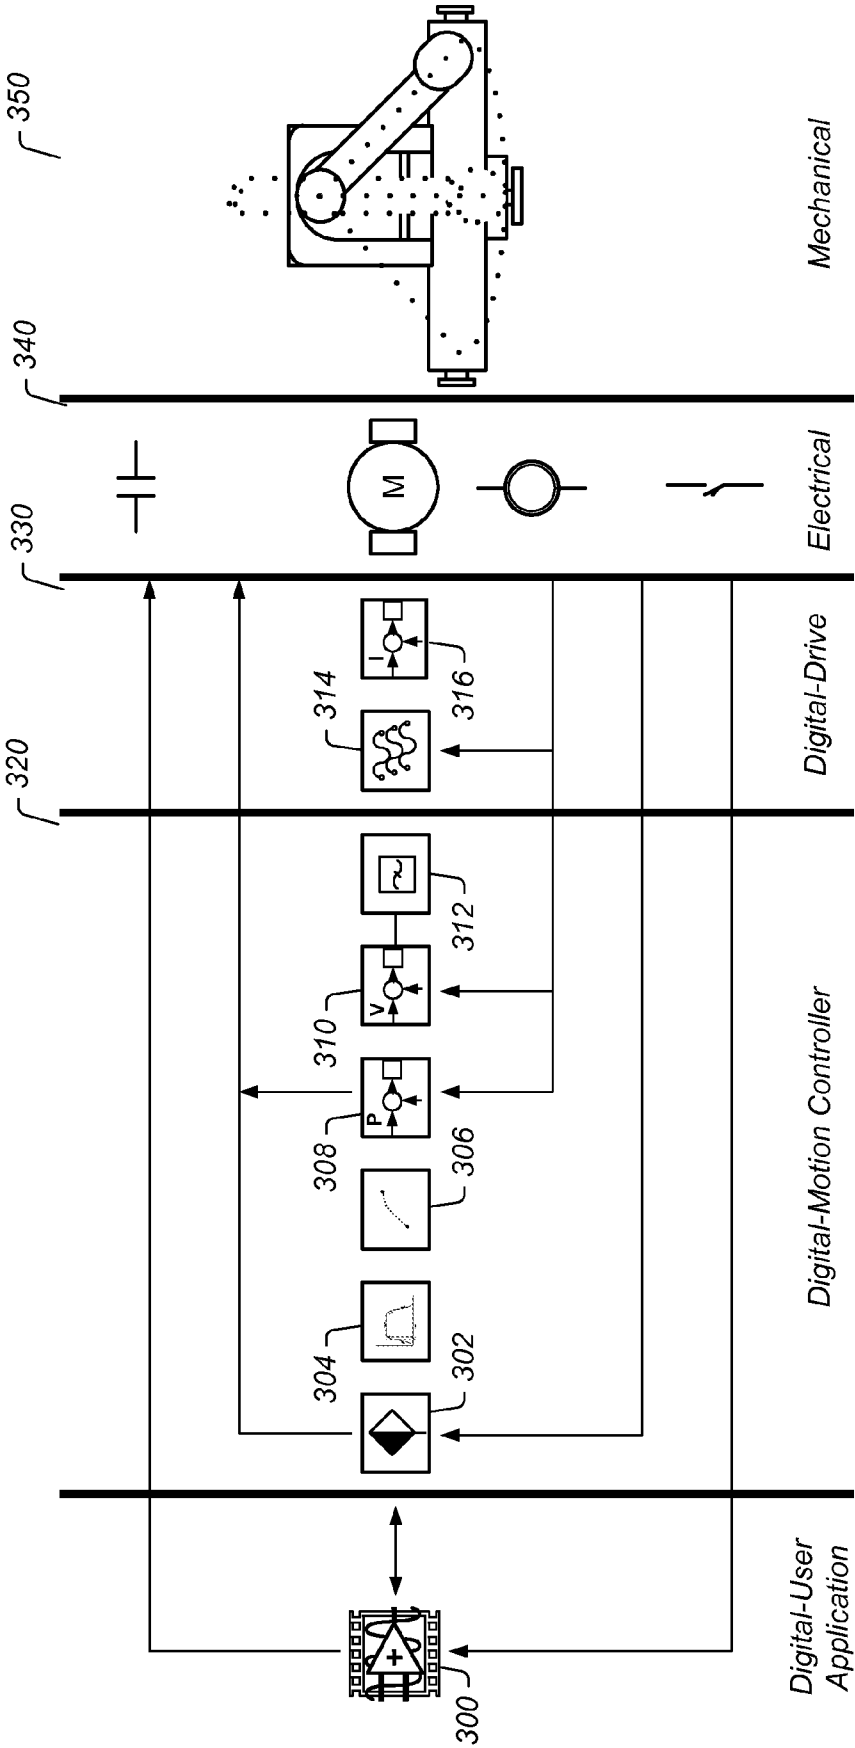 300
302
304
306
308
310
312
314
316
320
330
340
350
P
V
I
M
Digital-User
Application
Digital-Motion Controller
Digital-Drive
Electrical
Mechanical